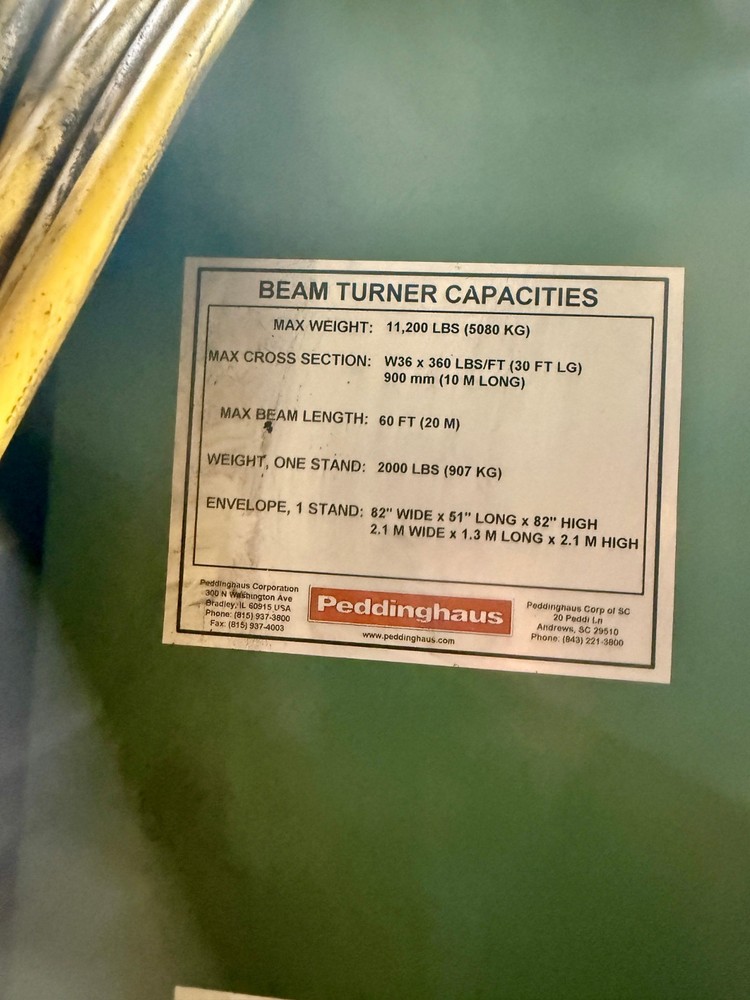 BEAM TURNER CAPACITIES
MAX WEIGHT: 11,200 LBS (5080 KG)
MAX CROSS SECTION: W36 x 360 LBS/FT (30 FT LG)
900 mm (10 M LONG)
MAX BEAM LENGTH: 60 FT (20 M)
WEIGHT, ONE STAND: 2000 LBS (907 KG)
ENVELOPE, 1 STAND: 82" WIDE x 51" LONG x 82" HIGH
2.1 M WIDE x 1.3 M LONG x 2.1 M HIGH
Peddinghaus Corporation
300 N Washington Ave
Bradley, IL 60915 USA
Phone: (815) 937-3800
Fax: (815) 937-4003
Peddinghaus
www.peddinghaus.com
Peddinghaus Corp of SC
20 Peddi Ln
Andrews, SC 29510
Phone: (843) 221-3800